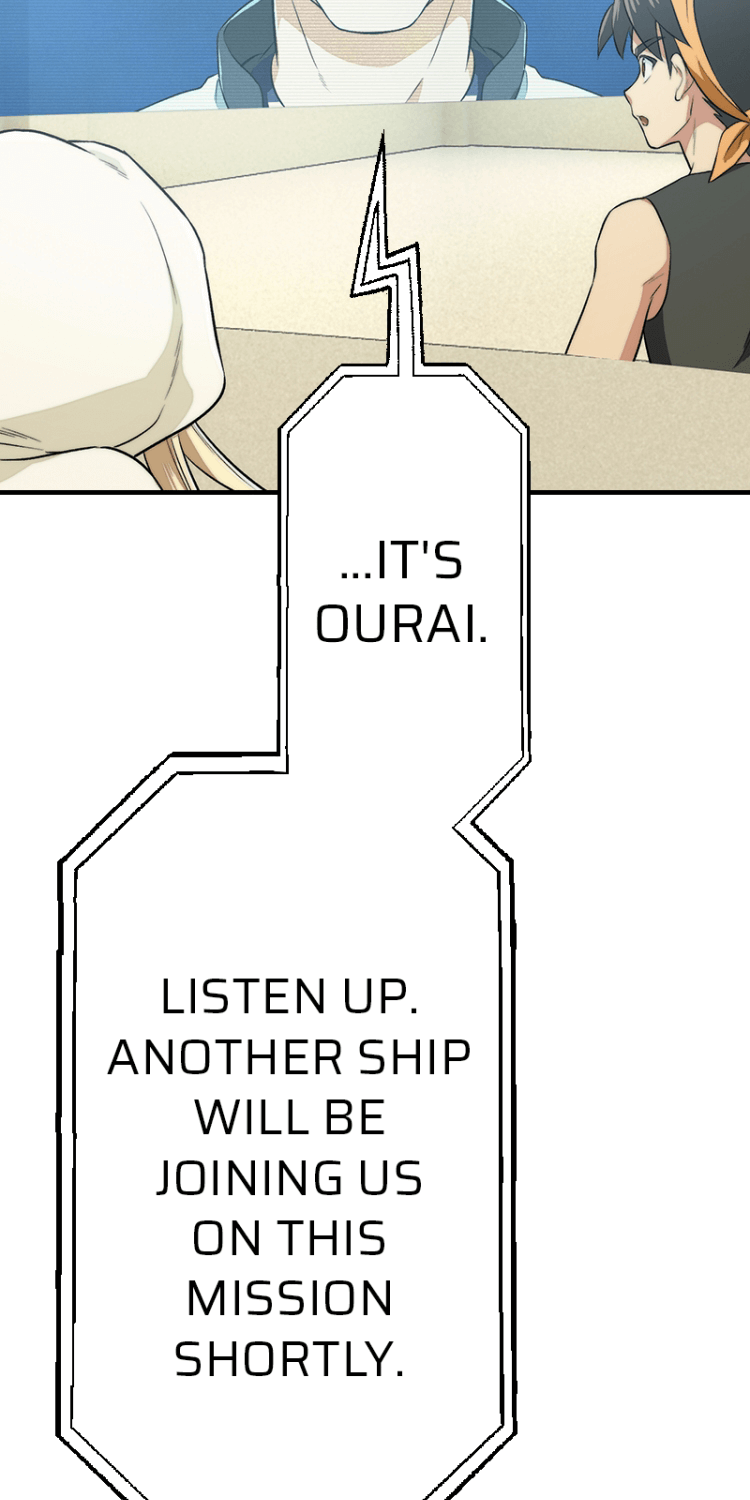 ...IT'S
OURAI.
LISTEN UP.
ANOTHER SHIP
WILL BE
JOINING US
ON THIS
MISSION
SHORTLY.